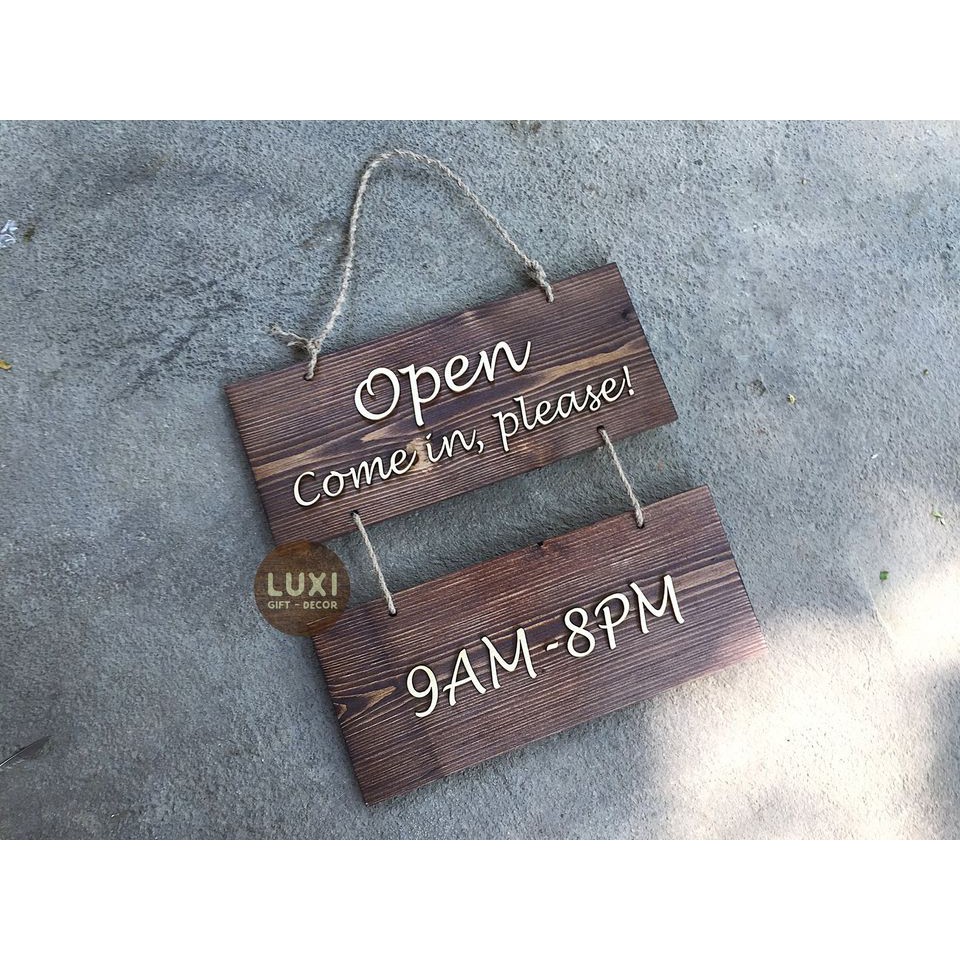 Open
Come in, please!
LUXI
GIFT - DECOR
9AM-8PM